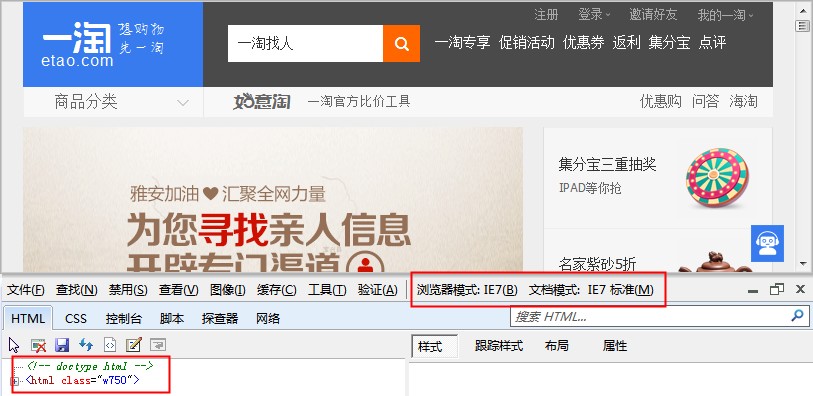 注册 登录 邀请好友 我的一淘
一淘 想购物
先一淘
etao.com
一淘找人
一淘专享 促销活动 优惠券 返利 集分宝 点评
商品分类 如意淘 一淘官方比价工具 优惠购 问答 海淘
雅安加油❤汇聚全网力量
为您寻找亲人信息
开辟专门渠道
集分宝三重抽奖
IPAD等你抢
名家紫砂5折
文件(F) 查找(N) 禁用(S) 查看(V) 图像(I) 缓存(C) 工具(T) 验证(A) 浏览器模式: IE7(B) 文档模式: IE7 标准(M)
HTML CSS 控制台 脚本 探查器 网络 搜索 HTML...
样式 跟踪样式 布局 属性
<!-- doctype html -->
<html class="w750">